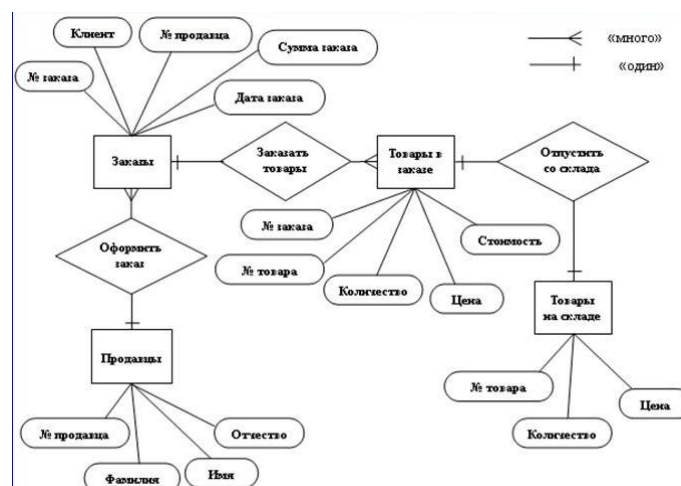 Клиент
№ продавца
Сумма заказа
№ заказа
Дата заказа
«много»
«один»
Заказы
Заказать
товары
Товары в
заказе
Отпустить
со склада
№ заказа
Стоимость
Оформить
заказ
№ товара
Количество
Цена
Товары
на складе
Продавцы
№ товара
Цена
№ продавца
Отчество
Количество
Фамилия
Имя